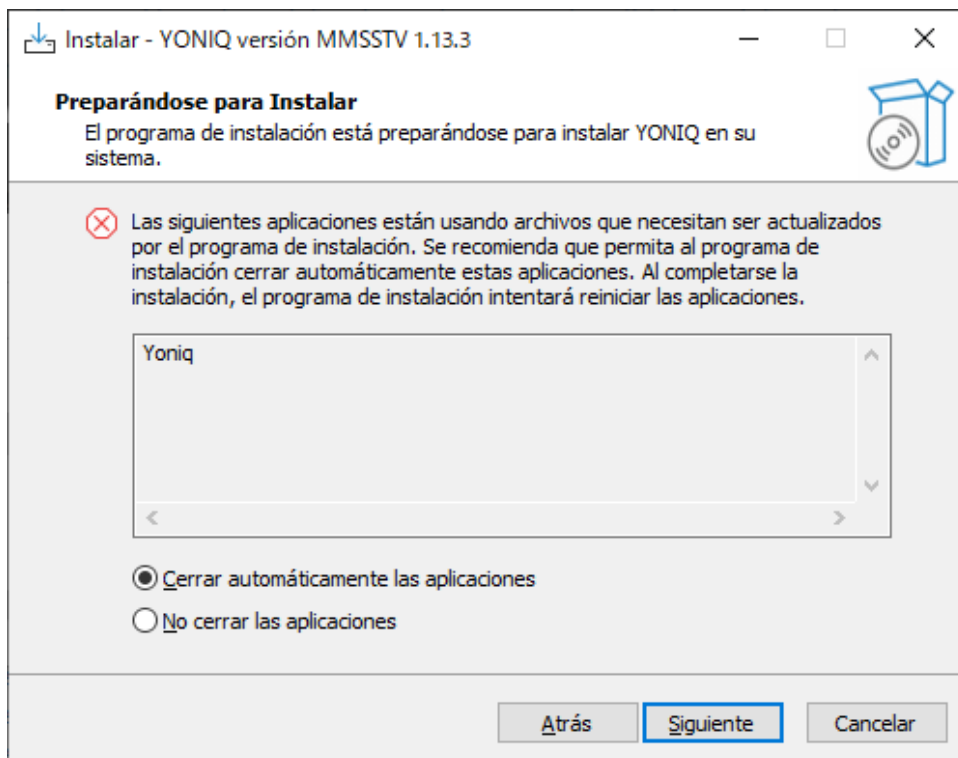 Instalar - YONIQ versión MMSSTV 1.13.3
Preparándose para Instalar
El programa de instalación está preparándose para instalar YONIQ en su
sistema.
Las siguientes aplicaciones están usando archivos que necesitan ser actualizados
por el programa de instalación. Se recomienda que permita al programa de
instalación cerrar automáticamente estas aplicaciones. Al completarse la
instalación, el programa de instalación intentará reiniciar las aplicaciones.
Yoniq
Cerrar automáticamente las aplicaciones
No cerrar las aplicaciones
Atrás Siguiente Cancelar